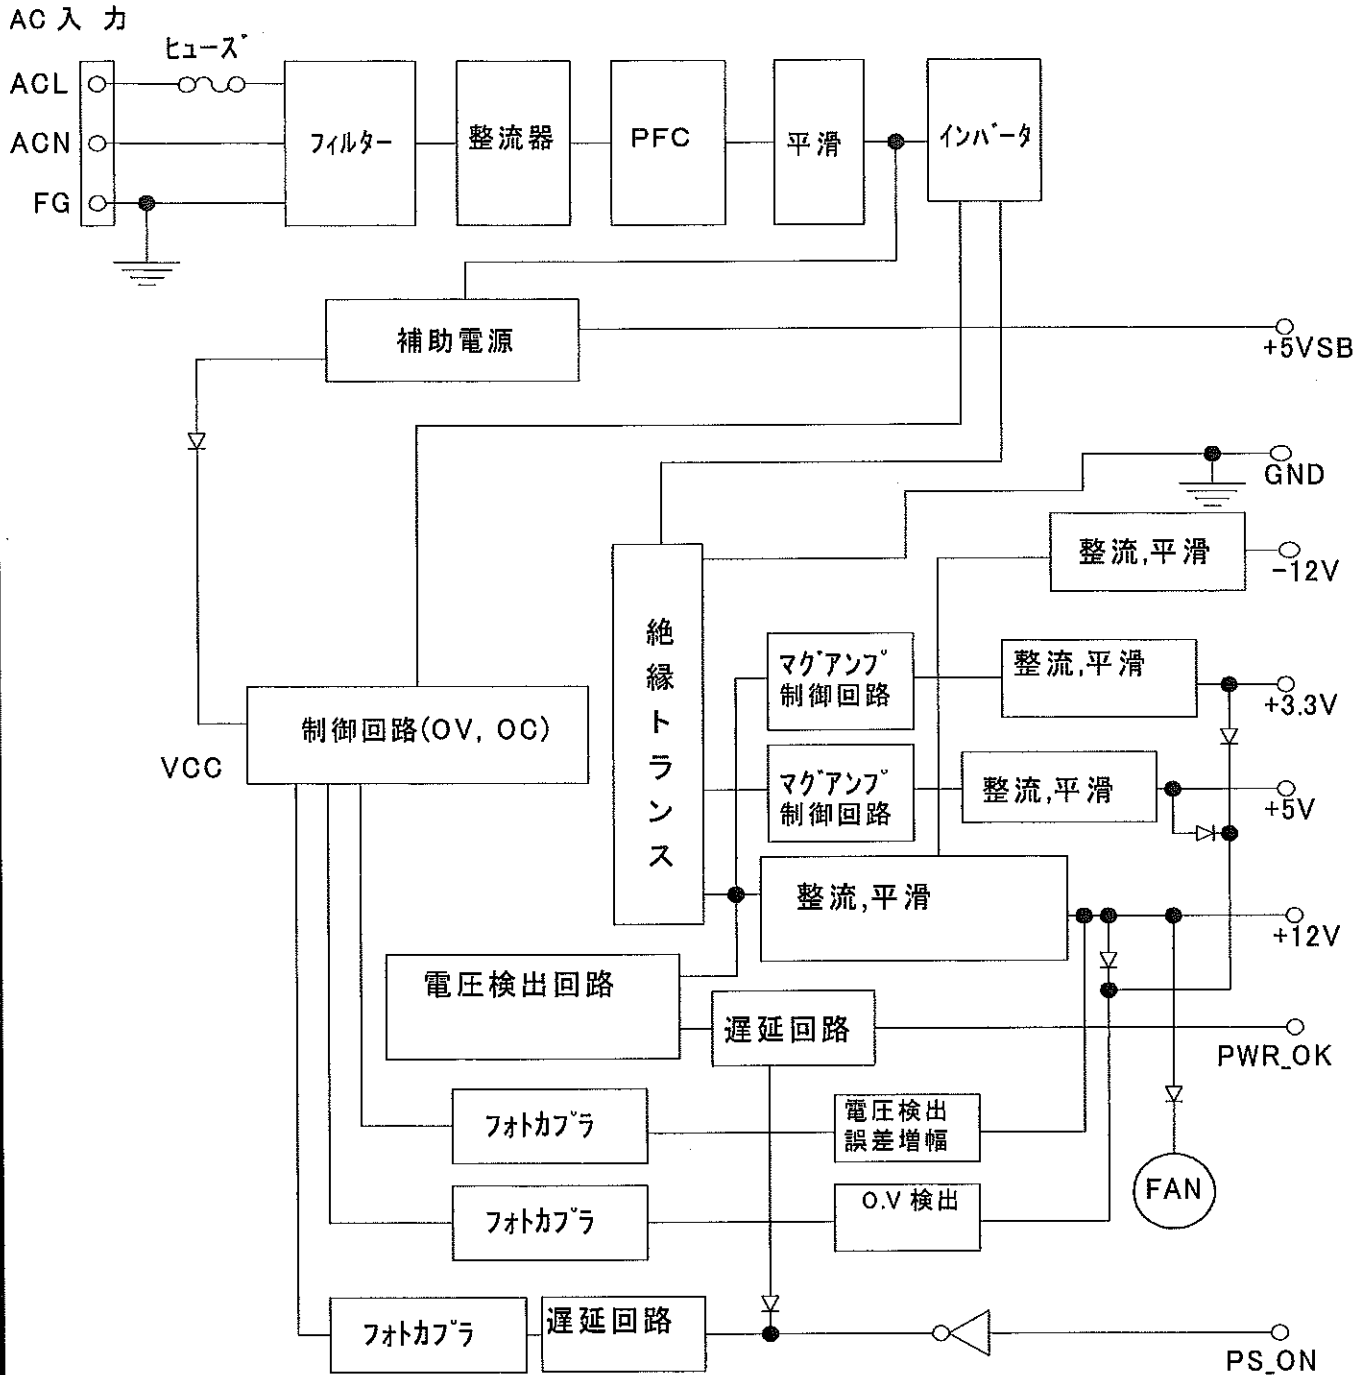 AC 入 力
ヒューズ
ACL
ACN
FG
フィルター
整流器
PFC
平滑
インバータ
補助電源
+5VSB
GND
整流,平滑
-12V
絶縁トランス
マグアンプ
制御回路
整流,平滑
+3.3V
制御回路(OV, OC)
VCC
マグアンプ
制御回路
整流,平滑
+5V
整流,平滑
+12V
電圧検出回路
遅延回路
PWR_OK
フォトカプラ
電圧検出
誤差増幅
FAN
フォトカプラ
O.V 検出
フォトカプラ
遅延回路
PS_ON